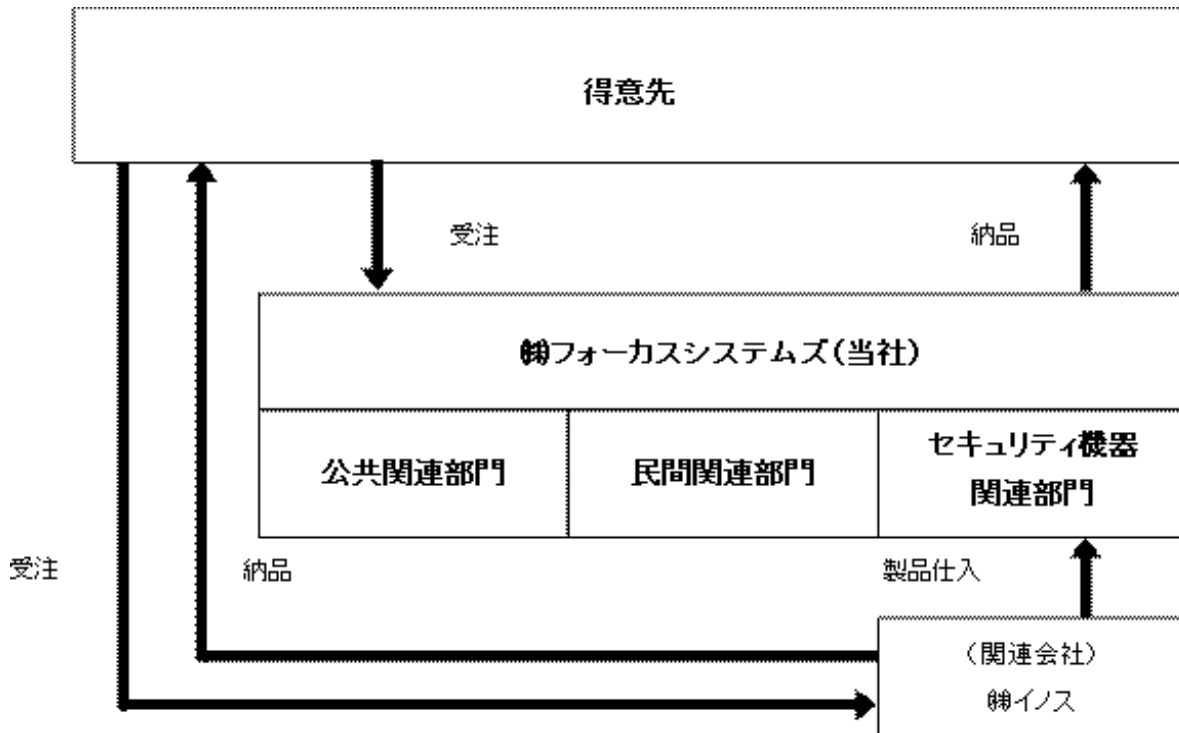 得意先
受注
納品
㈱フォーカスシステムズ(当社)
公共関連部門
民間関連部門
セキュリティ機器
関連部門
受注
納品
製品仕入
（関連会社）
㈱イノス